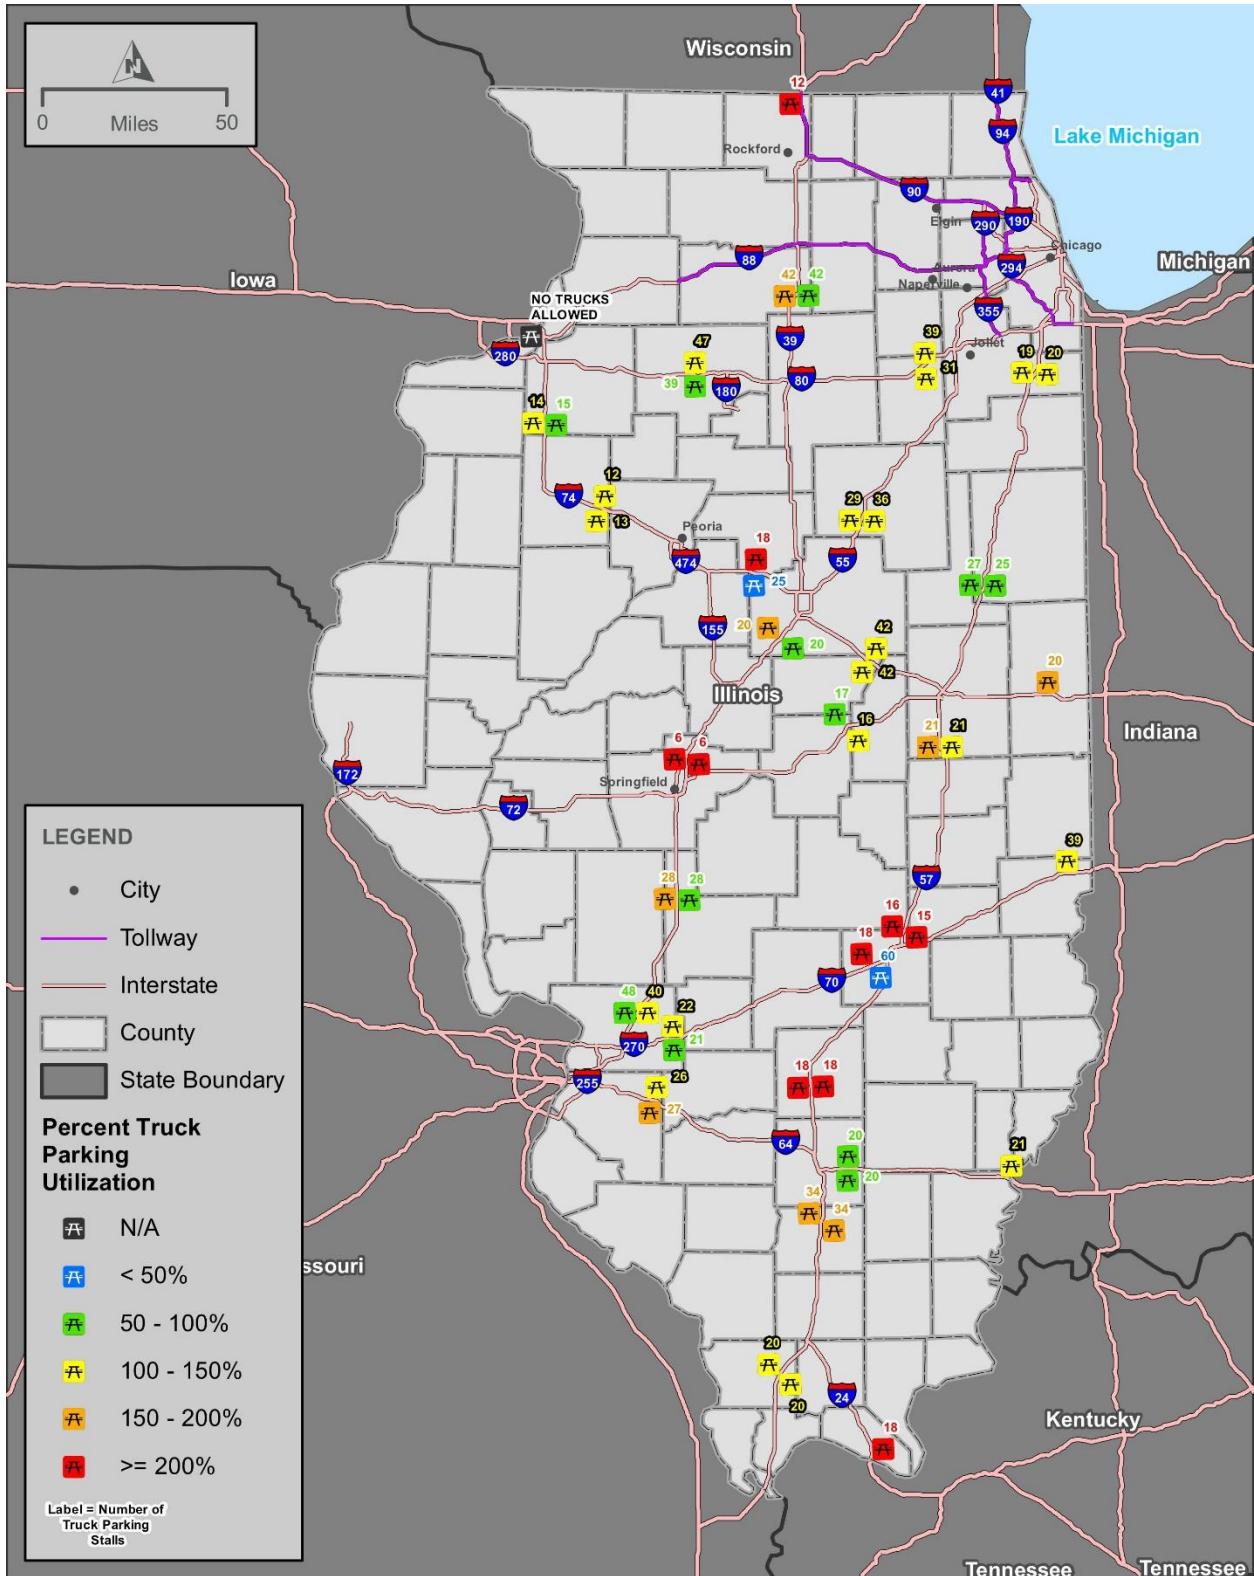 Wisconsin
N
0 Miles 50
12
41
94
Lake Michigan
Rockford
90
Elgin
290
190
Chicago
88
294
Michigan
Iowa
Aurora
Naperville
42
42
355
NO TRUCKS
ALLOWED
39
39
280
47
Joliet
19
20
31
80
39
180
14
15
12
74
13
29
36
Peoria
18
55
474
25
27
25
155
20
42
20
42
20
Illinois
17
16
21
21
Indiana
6
6
172
Springfield
72
39
57
28
28
16
15
18
60
70
48
40
22
270
21
255
26
18
18
27
64
20
21
20
34
34
ssouri
20
20
24
18
Kentucky
Tennessee
Tennessee
LEGEND
City
Tollway
Interstate
County
State Boundary
Percent Truck
Parking
Utilization
N/A
< 50%
50 - 100%
100 - 150%
150 - 200%
>= 200%
Label = Number of
Truck Parking
Stalls